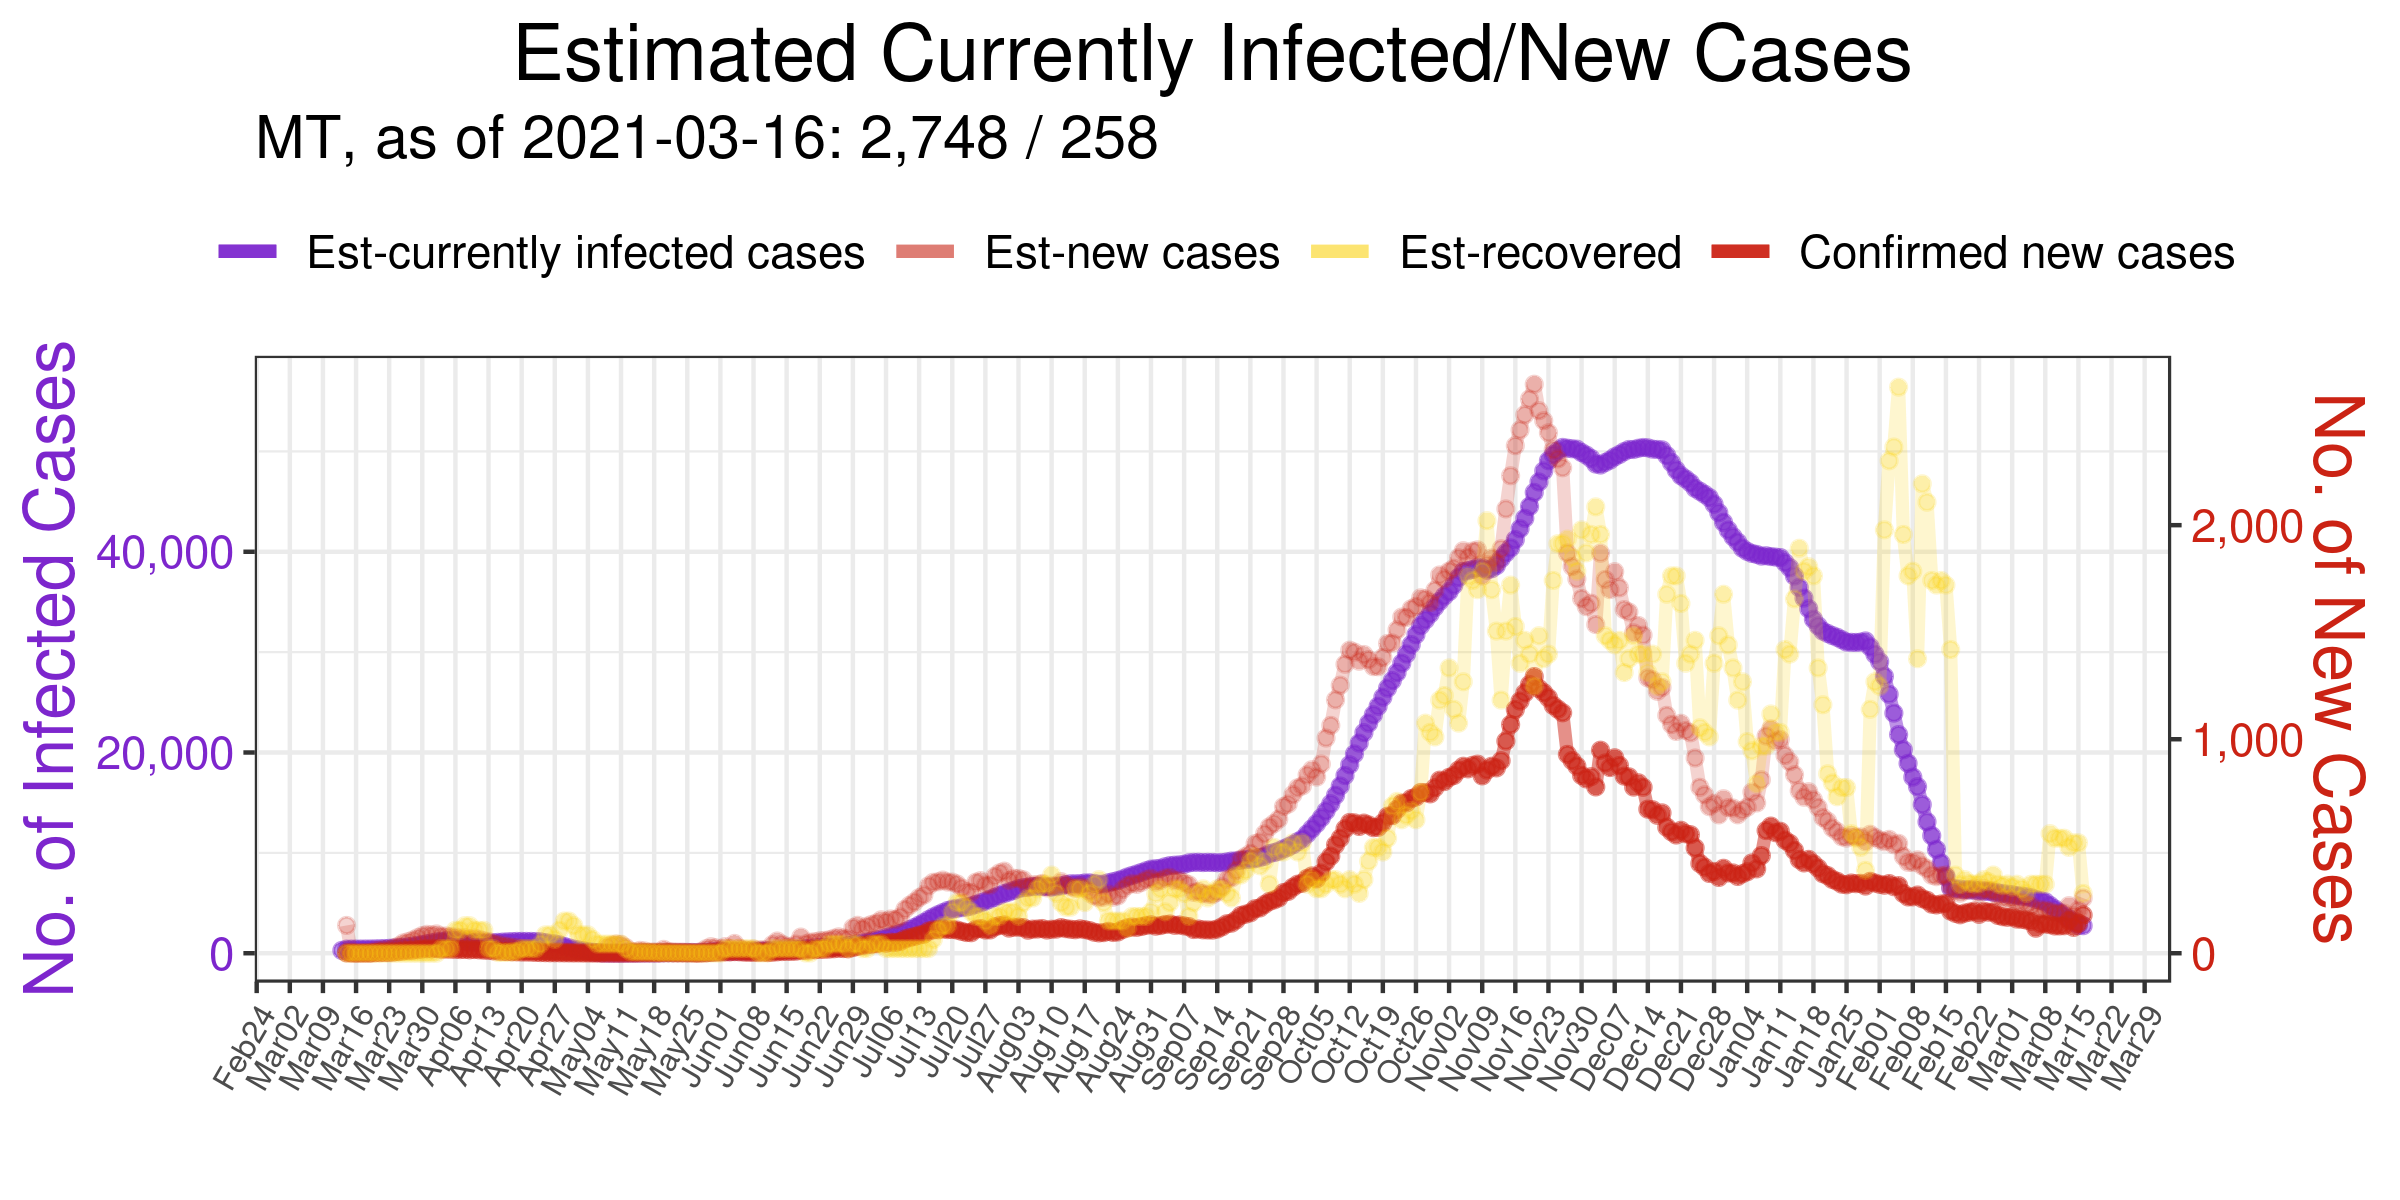 Estimated Currently Infected/New Cases
MT, as of 2021-03-16: 2,748 / 258
Est-currently infected cases Est-new cases Est-recovered Confirmed new cases
No. of Infected Cases
40,000
20,000
0
2,000
1,000
0
No. of New Cases
Feb24 Mar02 Mar09 Mar16 Mar23 Mar30 Apr06 Apr13 Apr20 Apr27 May04 May11 May18 May25 Jun01 Jun08 Jun15 Jun22 Jun29 Jul06 Jul13 Jul20 Jul27 Aug03 Aug10 Aug17 Aug24 Aug31 Sep07 Sep14 Sep21 Sep28 Oct05 Oct12 Oct19 Oct26 Nov02 Nov09 Nov16 Nov23 Nov30 Dec07 Dec14 Dec21 Dec28 Jan04 Jan11 Jan18 Jan25 Feb01 Feb08 Feb15 Feb22 Mar01 Mar08 Mar15 Mar22 Mar29